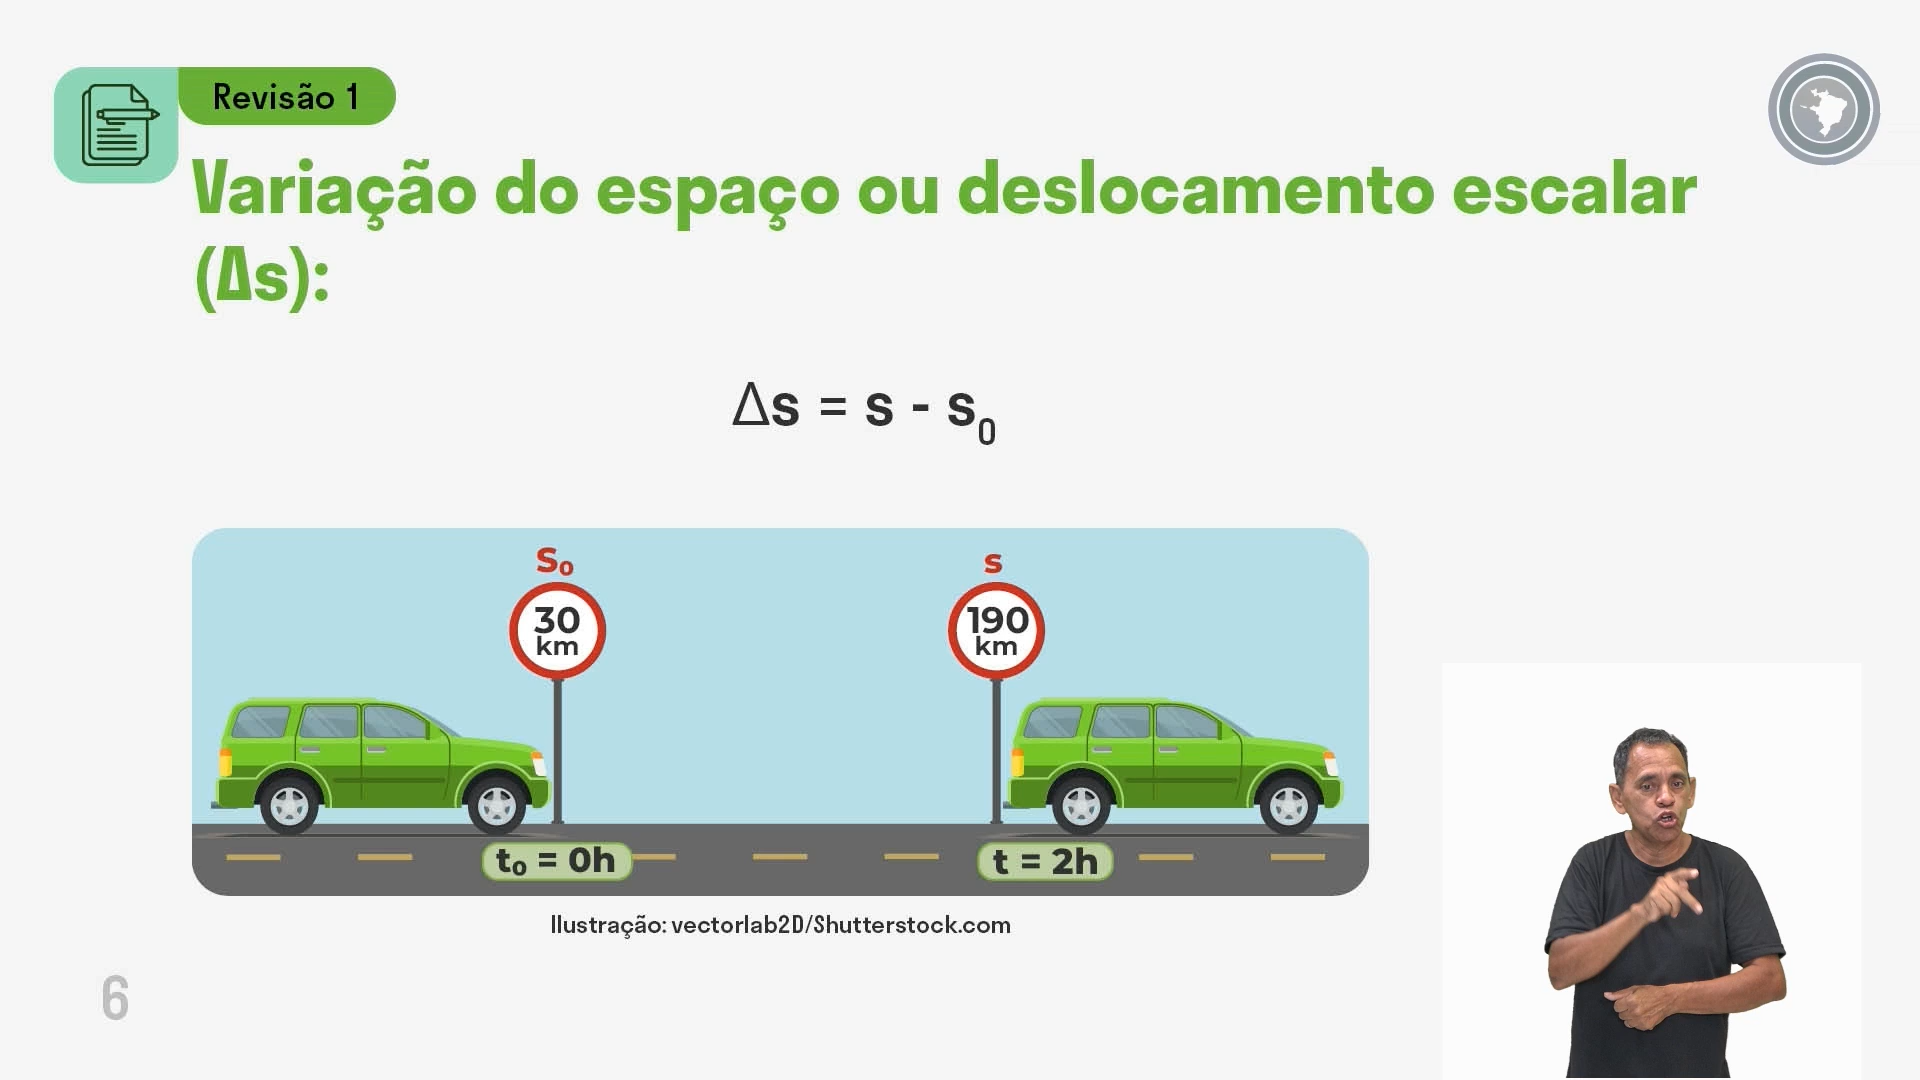 Revisão 1
Variação do espaço ou deslocamento escalar
(Δs):
Δs = s - s₀
S₀
s
30
km
190
km
t₀ = 0h
t = 2h
Ilustração: vectorlab2D/Shutterstock.com
6